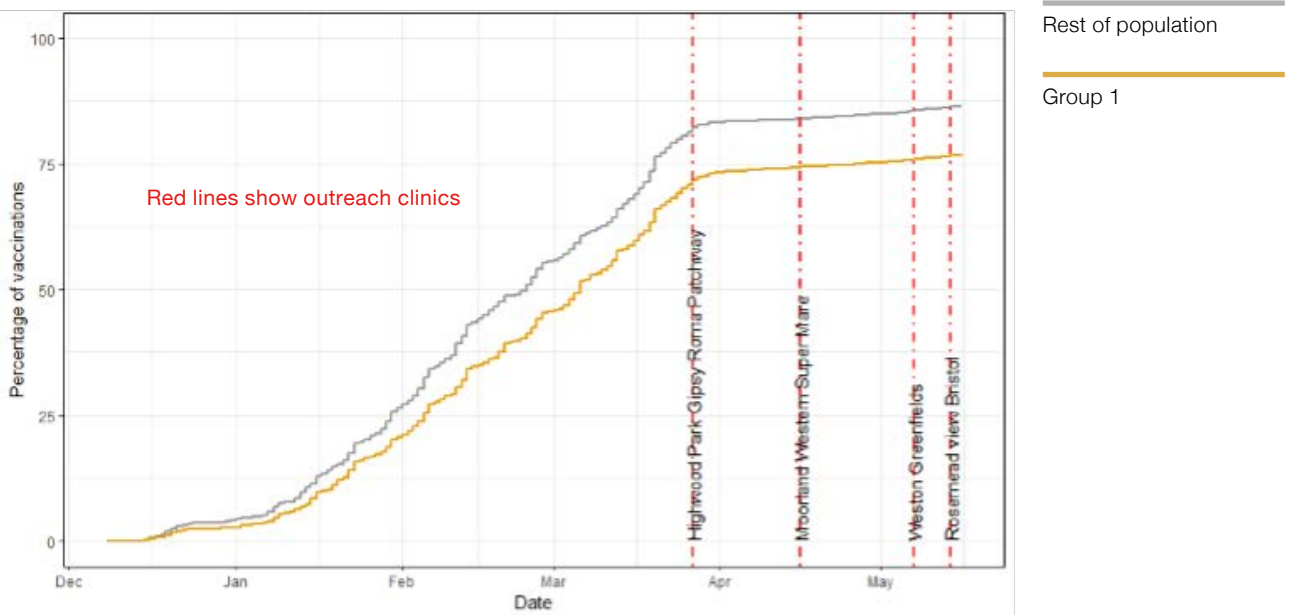 Rest of population
Group 1
100
75
50
25
0
Percentage of vaccinations
Red lines show outreach clinics
Highwood Park Gipsy Roma Patchway
Moorland Western Super Mare
Weston Greenfields
Rosemead view Bristol
Dec
Jan
Feb
Mar
Apr
May
Date